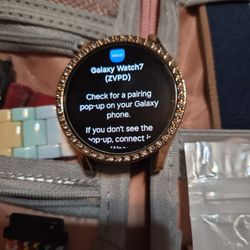 Galaxy Watch7
(ZVPD)
Check for a pairing
pop-up on your Galaxy
phone.
If you don't see the
pop-up, connect in